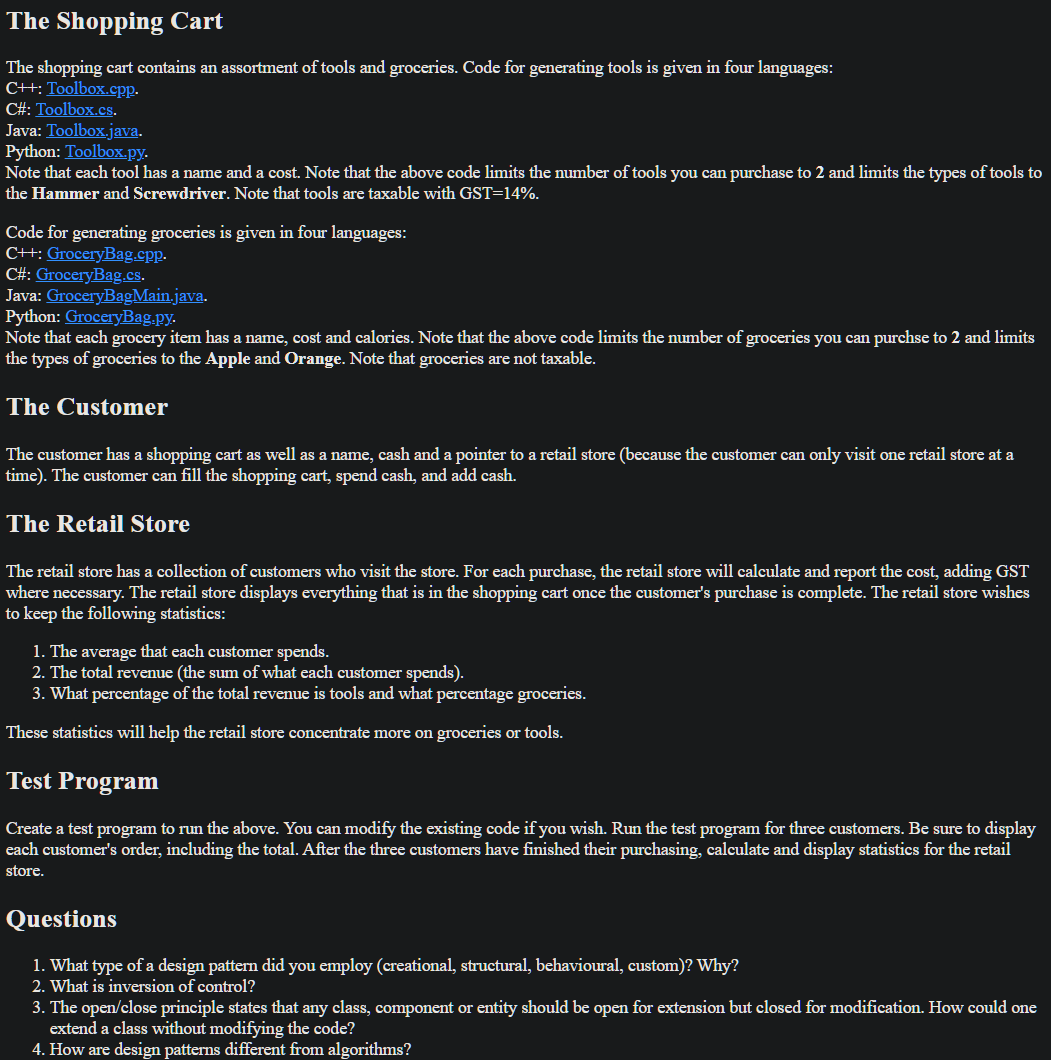 The Shopping Cart
The shopping cart contains an assortment of tools and groceries. Code for generating tools is given in four languages:
C++: Toolbox.cpp.
C#: Toolbox.cs.
Java: Toolbox.java.
Python: Toolbox.py.
Note that each tool has a name and a cost. Note that the above code limits the number of tools you can purchase to 2 and limits the types of tools to
the Hammer and Screwdriver. Note that tools are taxable with GST=14%.
Code for generating groceries is given in four languages:
C++: GroceryBag.cpp.
C#: GroceryBag.cs.
Java: GroceryBagMain.java.
Python: GroceryBag.py.
Note that each grocery item has a name, cost and calories. Note that the above code limits the number of groceries you can purchse to 2 and limits
the types of groceries to the Apple and Orange. Note that groceries are not taxable.
The Customer
The customer has a shopping cart as well as a name, cash and a pointer to a retail store (because the customer can only visit one retail store at a
time). The customer can fill the shopping cart, spend cash, and add cash.
The Retail Store
The retail store has a collection of customers who visit the store. For each purchase, the retail store will calculate and report the cost, adding GST
where necessary. The retail store displays everything that is in the shopping cart once the customer's purchase is complete. The retail store wishes
to keep the following statistics:
1. The average that each customer spends.
2. The total revenue (the sum of what each customer spends).
3. What percentage of the total revenue is tools and what percentage groceries.
These statistics will help the retail store concentrate more on groceries or tools.
Test Program
Create a test program to run the above. You can modify the existing code if you wish. Run the test program for three customers. Be sure to display
each customer's order, including the total. After the three customers have finished their purchasing, calculate and display statistics for the retail
store.
Questions
1. What type of a design pattern did you employ (creational, structural, behavioural, custom)? Why?
2. What is inversion of control?
3. The open/close principle states that any class, component or entity should be open for extension but closed for modification. How could one
extend a class without modifying the code?
4. How are design patterns different from algorithms?